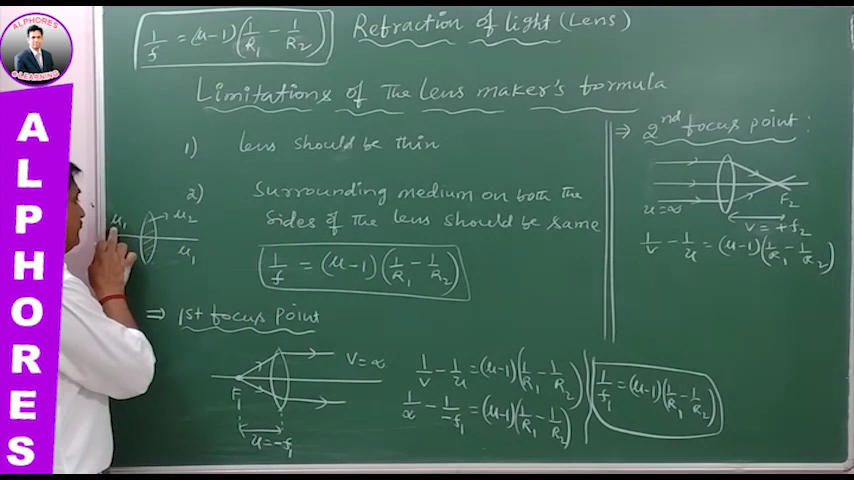 ALPHORES
e-LEARNING
ALPHORES
1/f = (μ-1)(1/R1 - 1/R2)
Refraction of light (Lens)
Limitations of the Lens maker's formula
1) Lens should be thin
2) Surrounding medium on both the
sides of the lens should be same
μ1
μ2
μ1
1/f = (μ-1)(1/R1 - 1/R2)
⇒ 1st focus point
V=∞
F1
u=-f1
1/v - 1/u = (μ-1)(1/R1 - 1/R2)
1/∝ - 1/-f1 = (μ-1)(1/R1 - 1/R2)
1/f1 = (μ-1)(1/R1 - 1/R2)
⇒ 2nd focus point:
u=∞
F2
v=+f2
1/v - 1/u = (μ-1)(1/R1 - 1/R2)